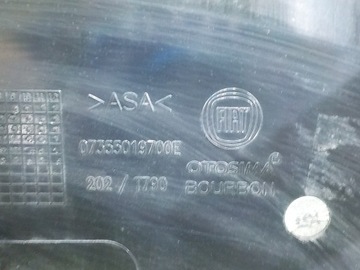 >ASA<
FIAT
07355019700E
202 / 1790
BOURBON